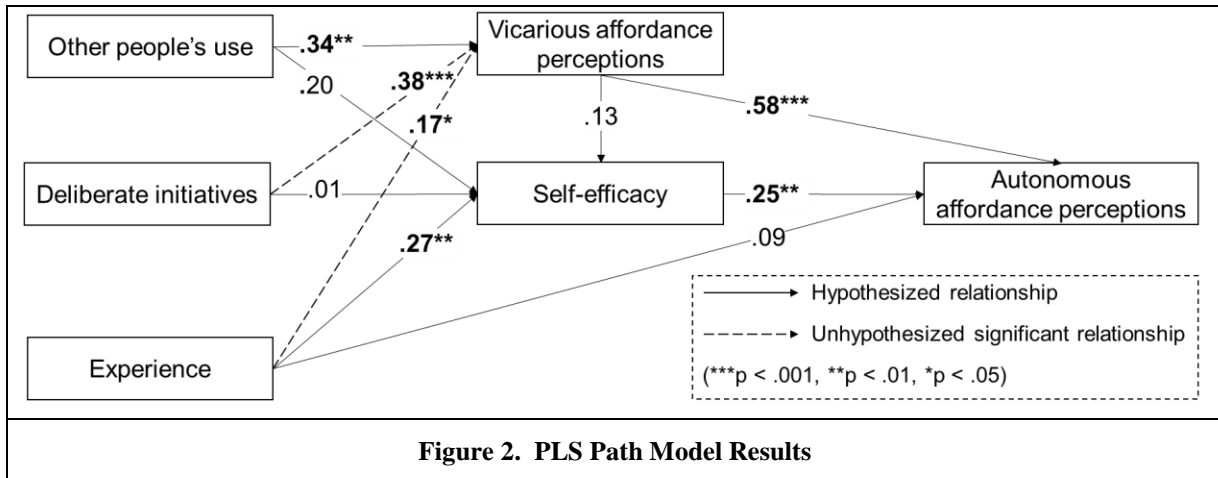 Other people's use
.34**
Vicarious affordance
perceptions
.20
.38***
.17*
.58***
.13
Deliberate initiatives
.01
Self-efficacy
.25**
Autonomous
affordance perceptions
.27**
.09
Experience
Hypothesized relationship
Unhypothesized significant relationship
(***p < .001, **p < .01, *p < .05)
Figure 2. PLS Path Model Results